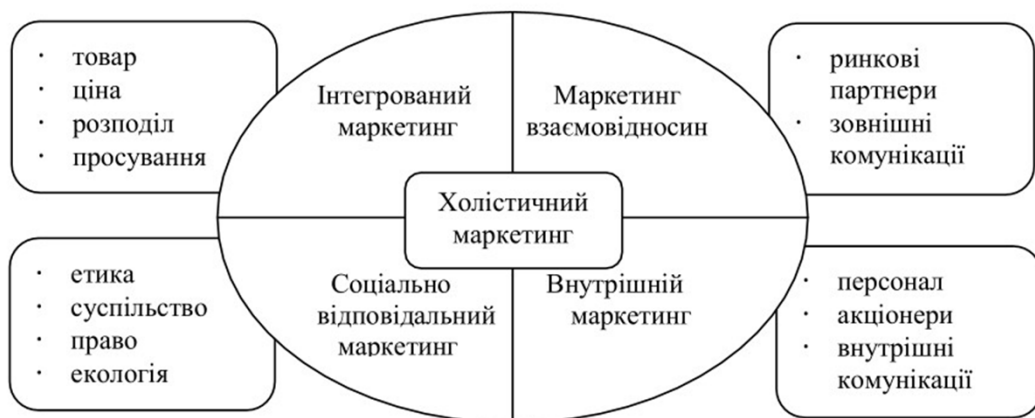 · товар
· ціна
· розподіл
· просування
Інтегрований
маркетинг
Маркетинг
взаємовідносин
· ринкові
партнери
· зовнішні
комунікації
Холістичний
маркетинг
· етика
· суспільство
· право
· екологія
Соціально
відповідальний
маркетинг
Внутрішній
маркетинг
· персонал
· акціонери
· внутрішні
комунікації